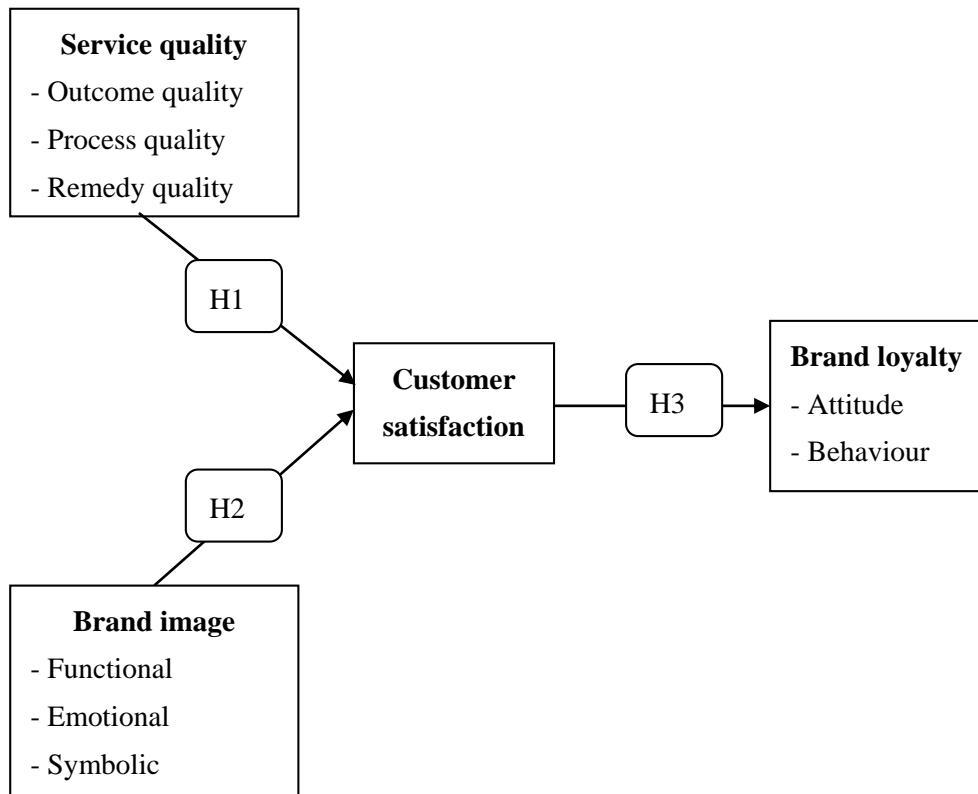 Service quality
- Outcome quality
- Process quality
- Remedy quality
H1
Customer
satisfaction
H3
Brand loyalty
- Attitude
- Behaviour
H2
Brand image
- Functional
- Emotional
- Symbolic